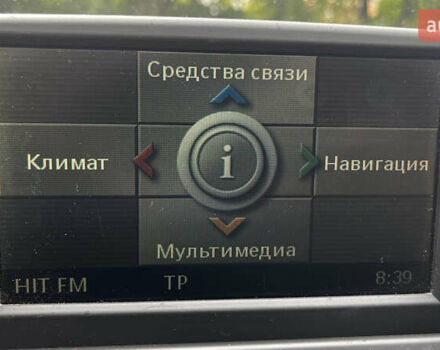 Средства связи
Климат
i
Навигация
Мультимедиа
HIT FM TP 8:39